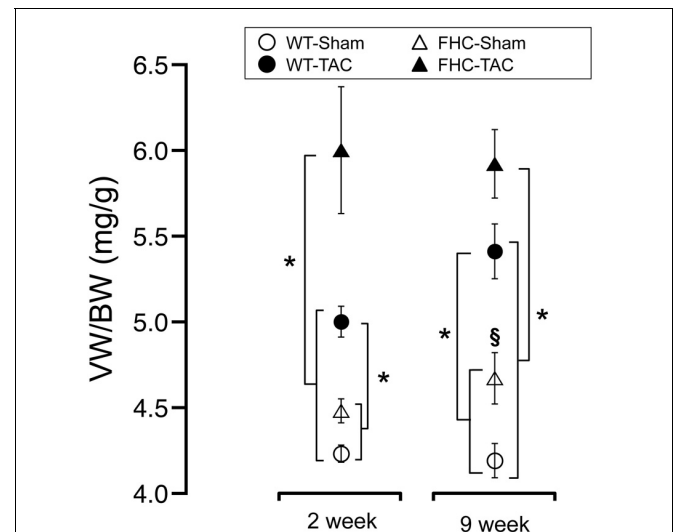 WT-Sham FHC-Sham
WT-TAC FHC-TAC
VW/BW (mg/g)
6.5
6.0
5.5
5.0
4.5
4.0
*
*
*
*
§
2 week
9 week